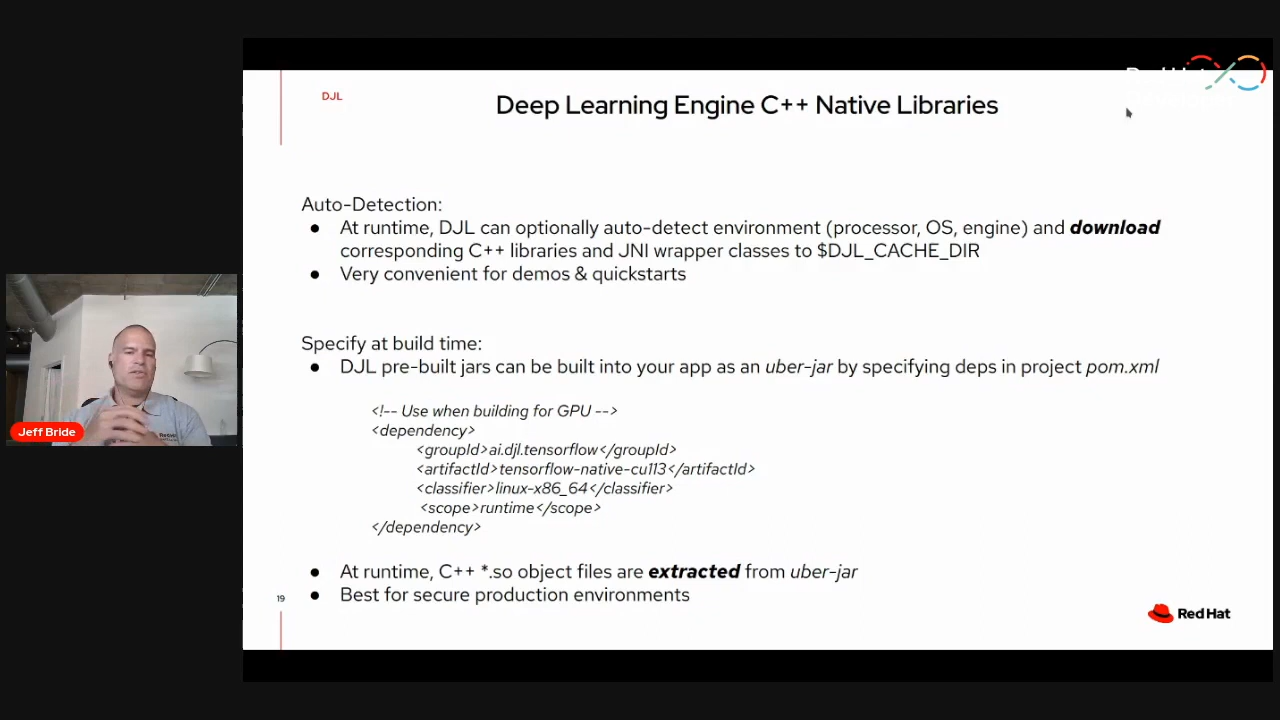 DJL
Deep Learning Engine C++ Native Libraries
Auto-Detection:
● At runtime, DJL can optionally auto-detect environment (processor, OS, engine) and download
corresponding C++ libraries and JNI wrapper classes to $DJL_CACHE_DIR
● Very convenient for demos & quickstarts
Specify at build time:
● DJL pre-built jars can be built into your app as an uber-jar by specifying deps in project pom.xml
<!-- Use when building for GPU -->
<dependency>
<groupId>ai.djl.tensorflow</groupId>
<artifactId>tensorflow-native-cu113</artifactId>
<classifier>linux-x86_64</classifier>
<scope>runtime</scope>
</dependency>
● At runtime, C++ *.so object files are extracted from uber-jar
● Best for secure production environments
19
Red Hat
Jeff Bride